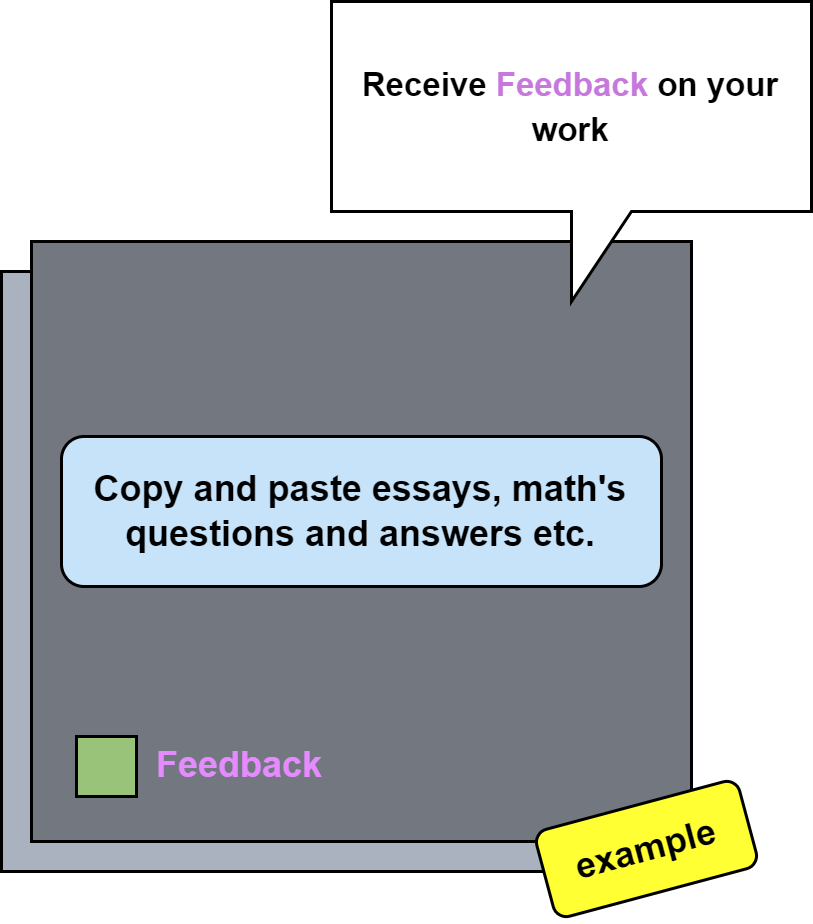 Receive Feedback on your
work
Copy and paste essays, math's
questions and answers etc.
Feedback
example